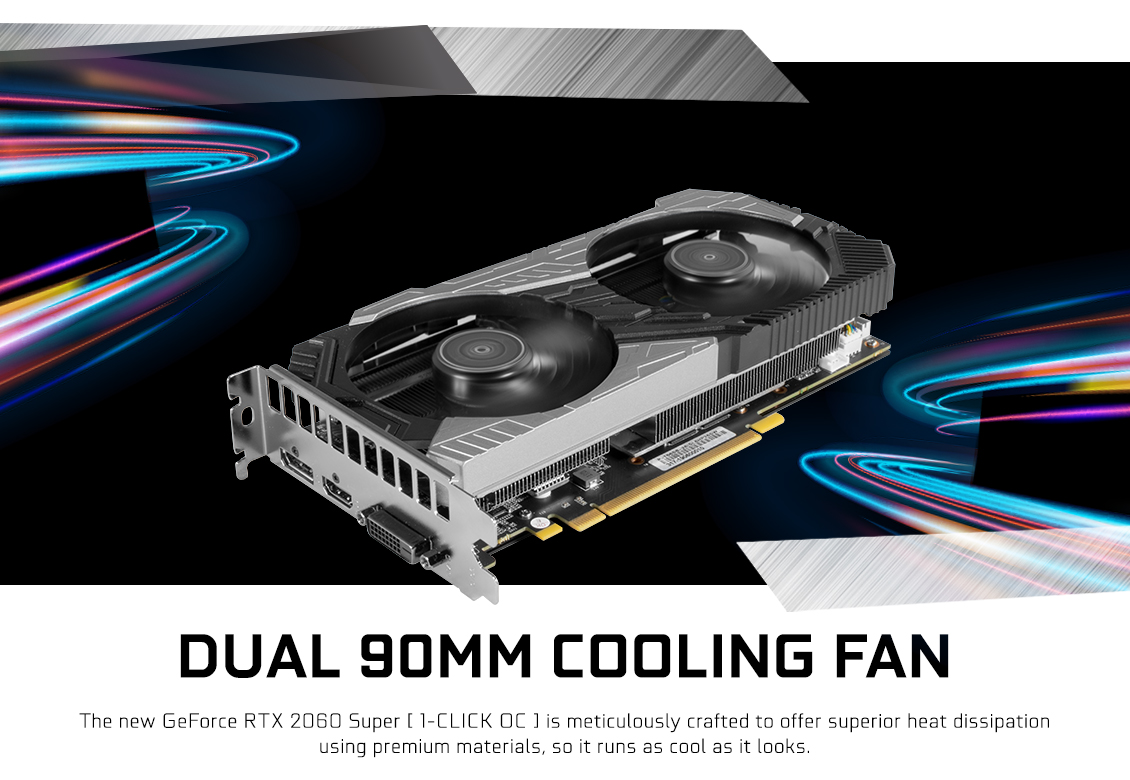 DUAL 90MM COOLING FAN
The new GeForce RTX 2060 Super [ 1-CLICK OC ] is meticulously crafted to offer superior heat dissipation
using premium materials, so it runs as cool as it looks.